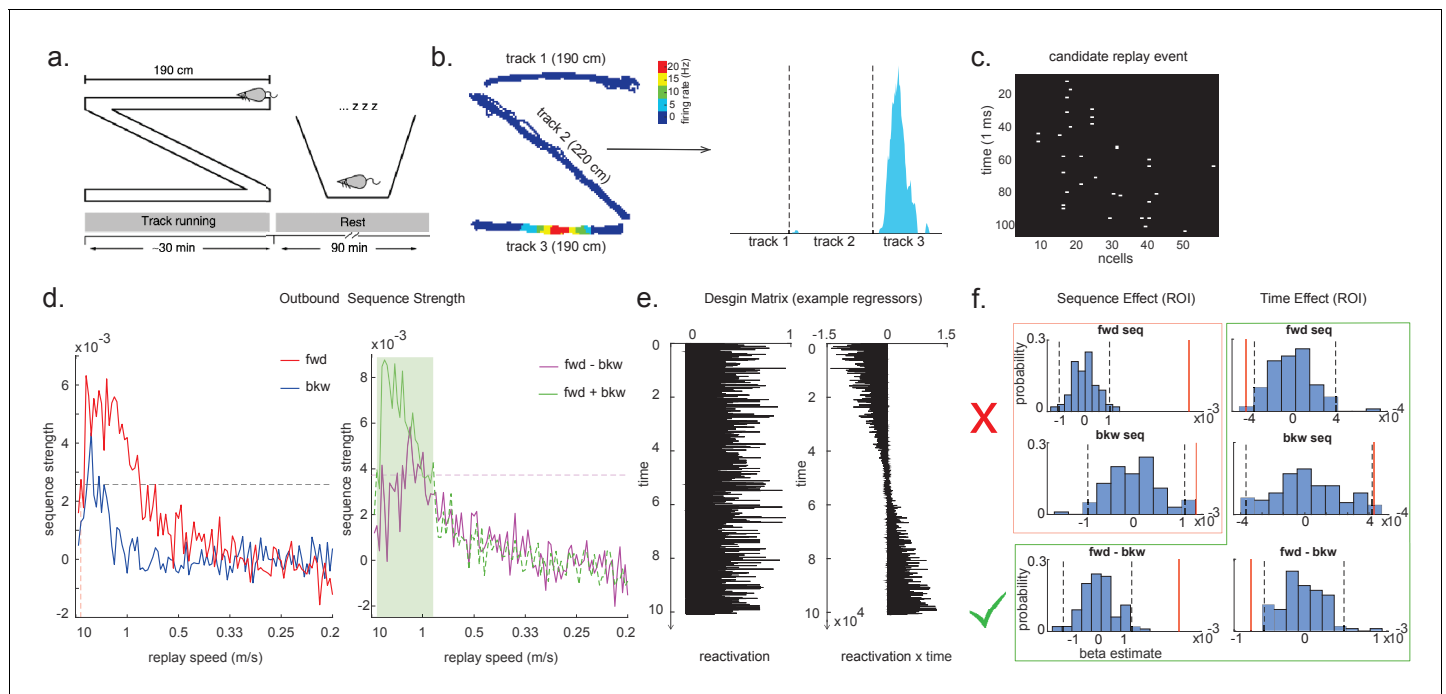 a.
190 cm
... z z z
Track running
Rest
~30 min
90 min
b.
track 1 (190 cm)
track 2 (220 cm)
track 3 (190 cm)
20
15
10
5
0
firing rate (Hz)
track 1
track 2
track 3
c.
candidate replay event
20
40
60
80
100
time (1 ms)
10
20
30
40
50
ncells
d.
Outbound Sequence Strength
x10⁻³
6
4
2
0
-2
sequence strength
fwd
bkw
10
1
0.5
0.33
0.25
0.2
replay speed (m/s)
x10⁻³
8
6
4
2
0
-2
sequence strength
fwd - bkw
fwd + bkw
10
1
0.5
0.33
0.25
0.2
replay speed (m/s)
e.
Desgin Matrix (example regressors)
0
1
0
2
4
6
8
10
time
reactivation
-1.5
0
1.5
0
2
4
6
8
10
x 10⁴
time
reactivation x time
f.
Sequence Effect (ROI)
Time Effect (ROI)
X
fwd seq
0.3
0
probability
-1
0
1
x10⁻³
fwd seq
-4
0
4
x10⁻⁴
bkw seq
0.3
0
-1
0
1
x10⁻³
bkw seq
-4
0
4
x10⁻⁴
fwd - bkw
0.3
0
probability
-1
0
1
x10⁻³
beta estimate
fwd - bkw
-1
0
1
x10⁻³